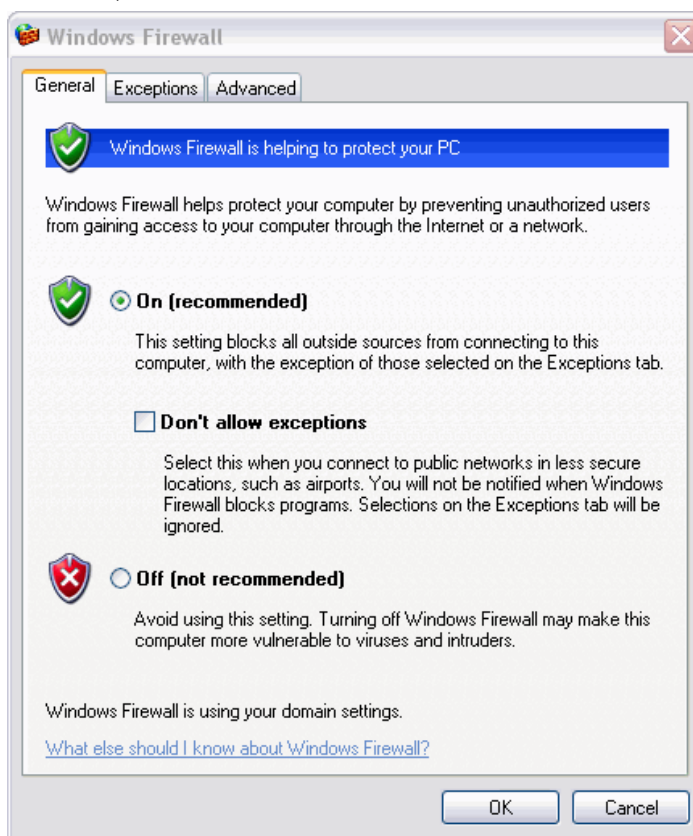 Windows Firewall
General Exceptions Advanced
Windows Firewall is helping to protect your PC
Windows Firewall helps protect your computer by preventing unauthorized users
from gaining access to your computer through the Internet or a network.
On (recommended)
This setting blocks all outside sources from connecting to this
computer, with the exception of those selected on the Exceptions tab.
Don't allow exceptions
Select this when you connect to public networks in less secure
locations, such as airports. You will not be notified when Windows
Firewall blocks programs. Selections on the Exceptions tab will be
ignored.
Off (not recommended)
Avoid using this setting. Turning off Windows Firewall may make this
computer more vulnerable to viruses and intruders.
Windows Firewall is using your domain settings.
What else should I know about Windows Firewall?
OK Cancel